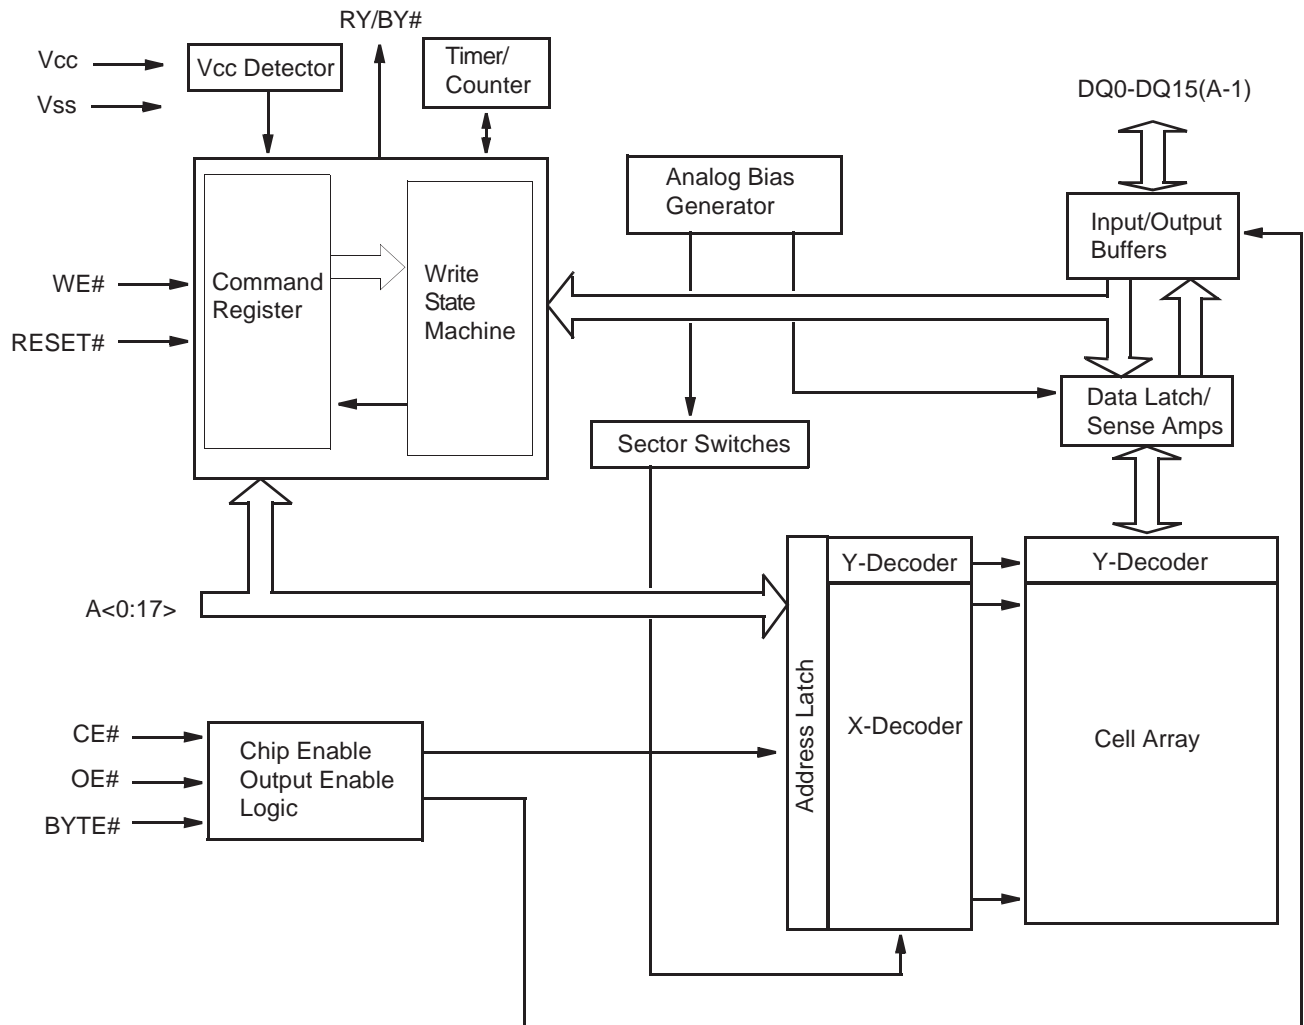 RY/BY#
Vcc
Vss
Vcc Detector
Timer/
Counter
DQ0-DQ15(A-1)
Analog Bias
Generator
Input/Output
Buffers
WE#
RESET#
Command
Register
Write
State
Machine
Data Latch/
Sense Amps
Sector Switches
A<0:17>
Address Latch
Y-Decoder
Y-Decoder
X-Decoder
Cell Array
CE#
OE#
BYTE#
Chip Enable
Output Enable
Logic